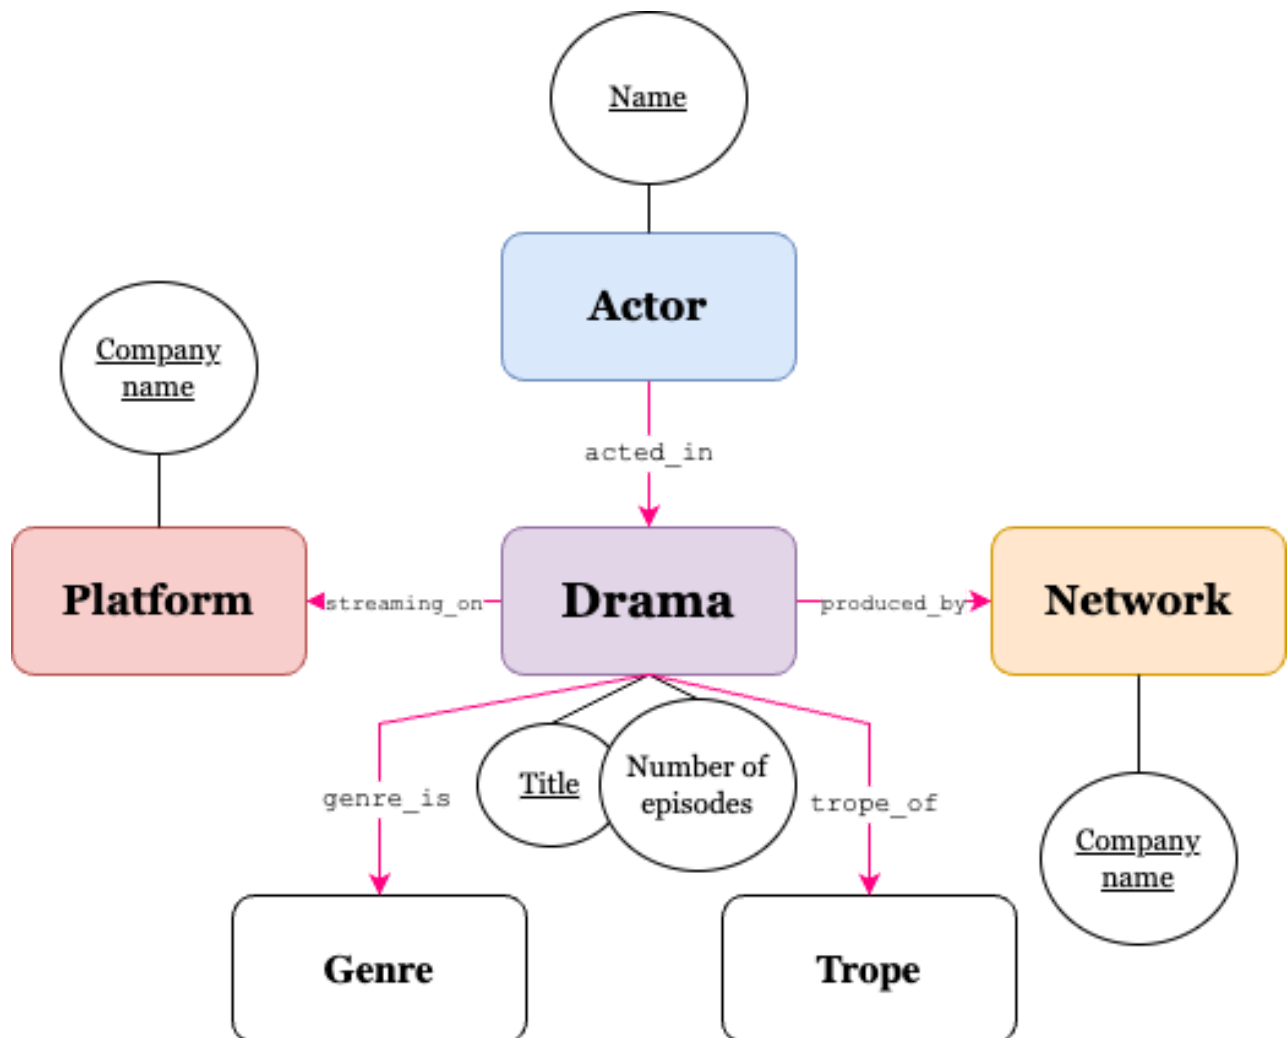 Name
Actor
Company
name
acted_in
Platform
streaming_on
Drama
produced_by
Network
genre_is
Title
Number of
episodes
trope_of
Company
name
Genre
Trope